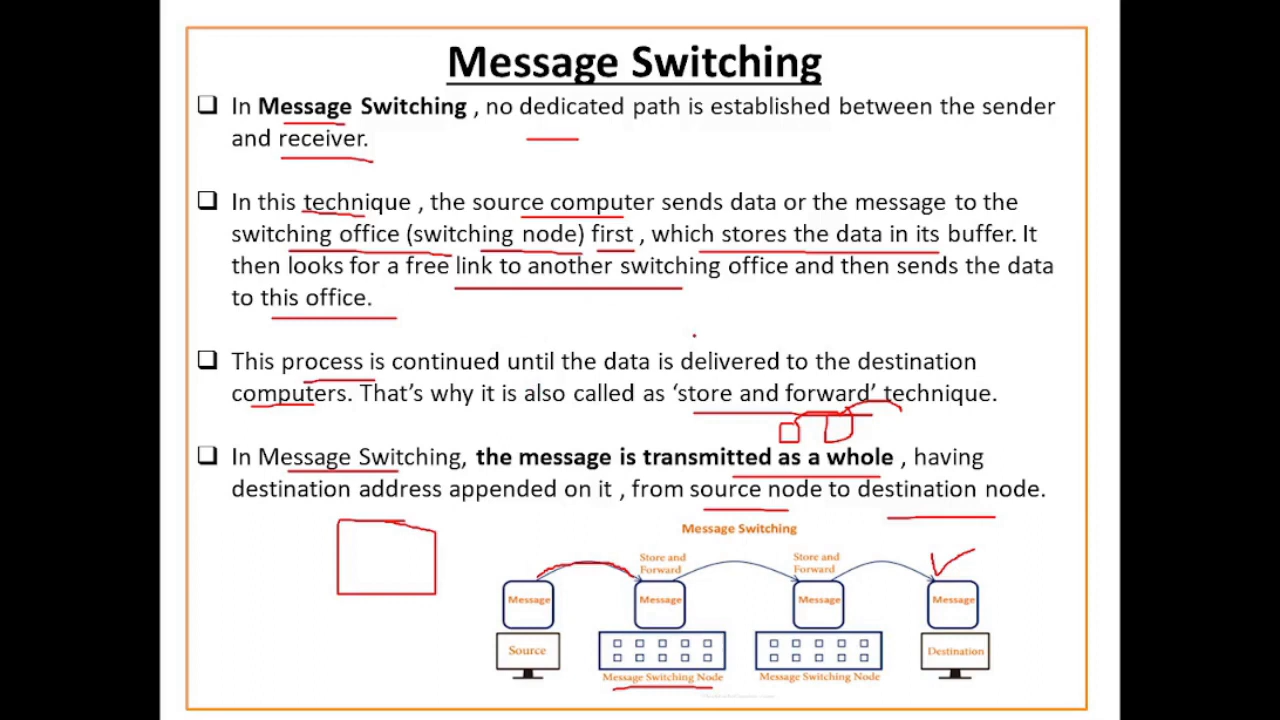 Message Switching
❑ In Message Switching , no dedicated path is established between the sender
and receiver.
❑ In this technique , the source computer sends data or the message to the
switching office (switching node) first , which stores the data in its buffer. It
then looks for a free link to another switching office and then sends the data
to this office.
❑ This process is continued until the data is delivered to the destination
computers. That’s why it is also called as ‘store and forward’ technique.
❑ In Message Switching, the message is transmitted as a whole , having
destination address appended on it , from source node to destination node.
Message Switching
Store and
Forward
Store and
Forward
Message
Message
Message
Message
Source
Destination
Message Switching Node
Message Switching Node